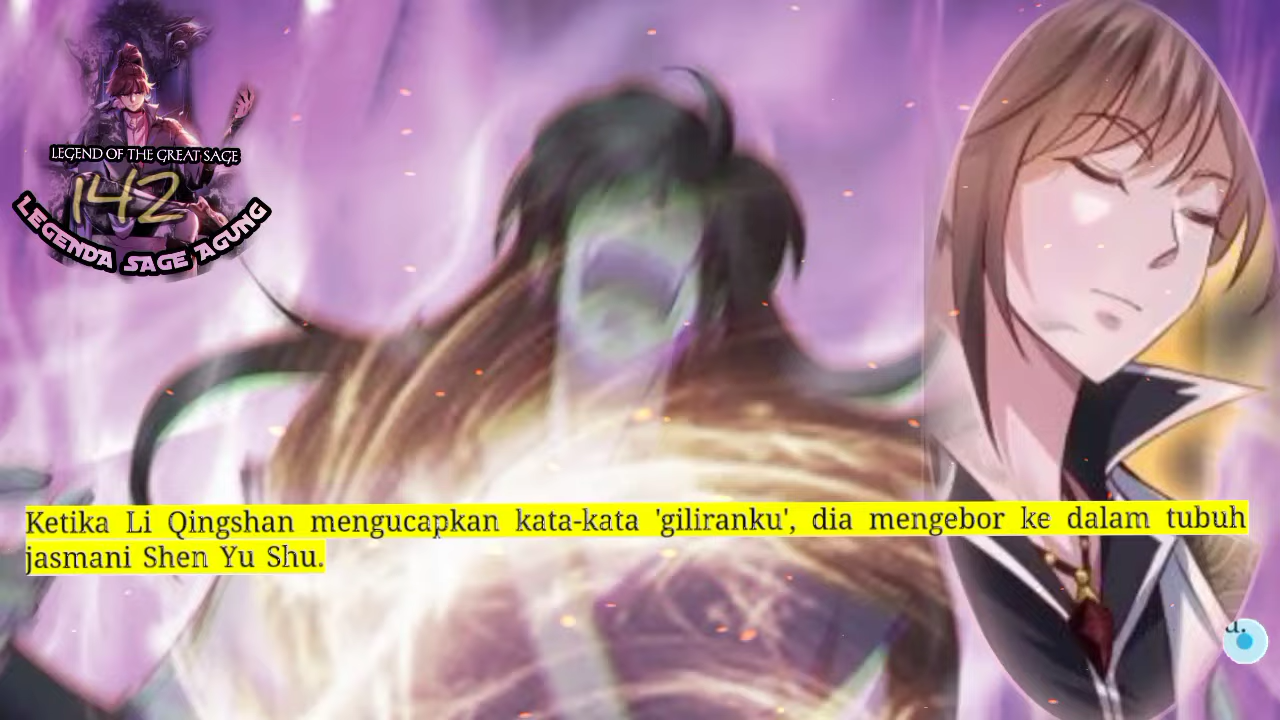 LEGEND OF THE GREAT SAGE
142
LEGENDA SAGE AGUNG
Ketika Li Qingshan mengucapkan kata-kata 'giliranku', dia mengebor ke dalam tubuh
jasmani Shen Yu Shu.